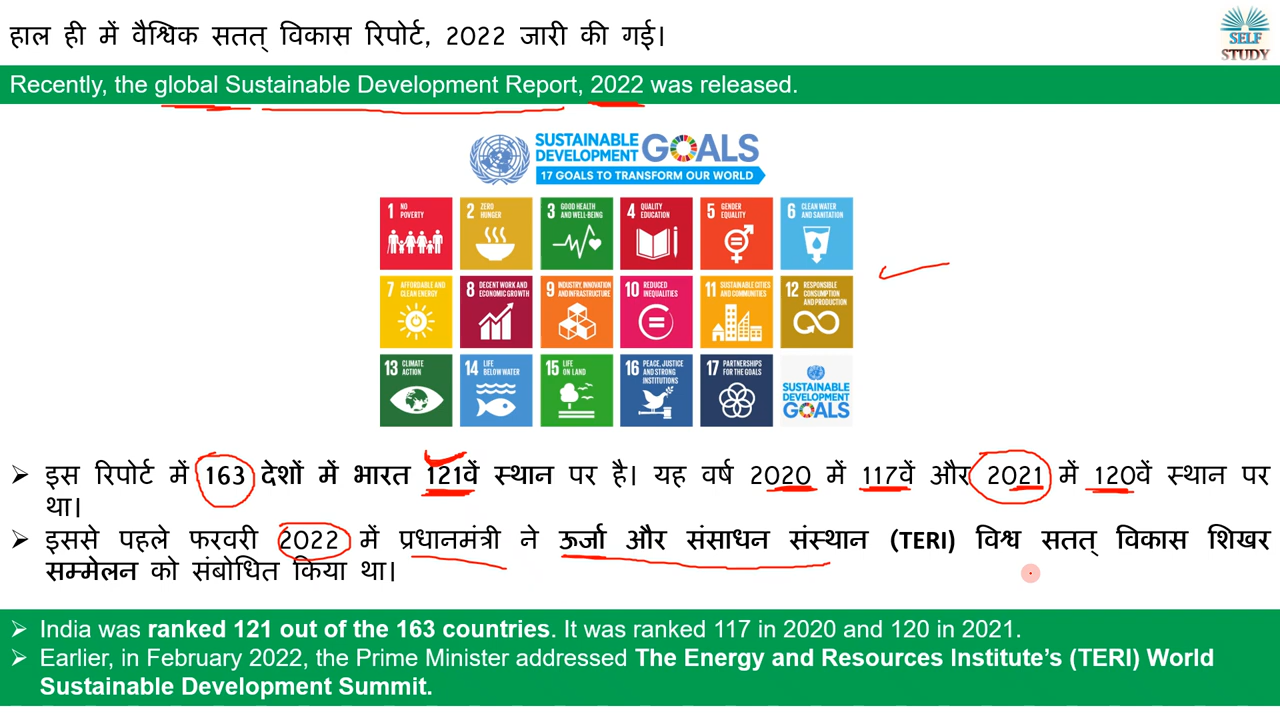 हाल ही में वैश्विक सतत् विकास रिपोर्ट, 2022 जारी की गई।
SELF
STUDY
Recently, the global Sustainable Development Report, 2022 was released.
SUSTAINABLE
DEVELOPMENT GOALS
17 GOALS TO TRANSFORM OUR WORLD
1 NO
POVERTY
2 ZERO
HUNGER
3 GOOD HEALTH
AND WELL-BEING
4 QUALITY
EDUCATION
5 GENDER
EQUALITY
6 CLEAN WATER
AND SANITATION
7 AFFORDABLE AND
CLEAN ENERGY
8 DECENT WORK AND
ECONOMIC GROWTH
9 INDUSTRY, INNOVATION
AND INFRASTRUCTURE
10 REDUCED
INEQUALITIES
11 SUSTAINABLE CITIES
AND COMMUNITIES
12 RESPONSIBLE
CONSUMPTION
AND PRODUCTION
13 CLIMATE
ACTION
14 LIFE
BELOW WATER
15 LIFE
ON LAND
16 PEACE, JUSTICE
AND STRONG
INSTITUTIONS
17 PARTNERSHIPS
FOR THE GOALS
SUSTAINABLE
DEVELOPMENT
GOALS
➢ इस रिपोर्ट में 163 देशों में भारत 121वें स्थान पर है। यह वर्ष 2020 में 117वें और 2021 में 120वें स्थान पर
था।
➢ इससे पहले फरवरी 2022 में प्रधानमंत्री ने ऊर्जा और संसाधन संस्थान (TERI) विश्व सतत् विकास शिखर
सम्मेलन को संबोधित किया था।
➢ India was ranked 121 out of the 163 countries. It was ranked 117 in 2020 and 120 in 2021.
➢ Earlier, in February 2022, the Prime Minister addressed The Energy and Resources Institute's (TERI) World
Sustainable Development Summit.